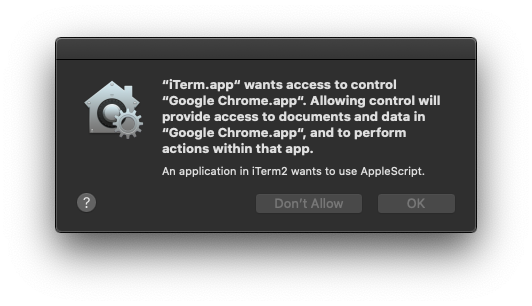 “iTerm.app“ wants access to control
“Google Chrome.app“. Allowing control will
provide access to documents and data in
“Google Chrome.app“, and to perform
actions within that app.
An application in iTerm2 wants to use AppleScript.
? Don’t Allow OK